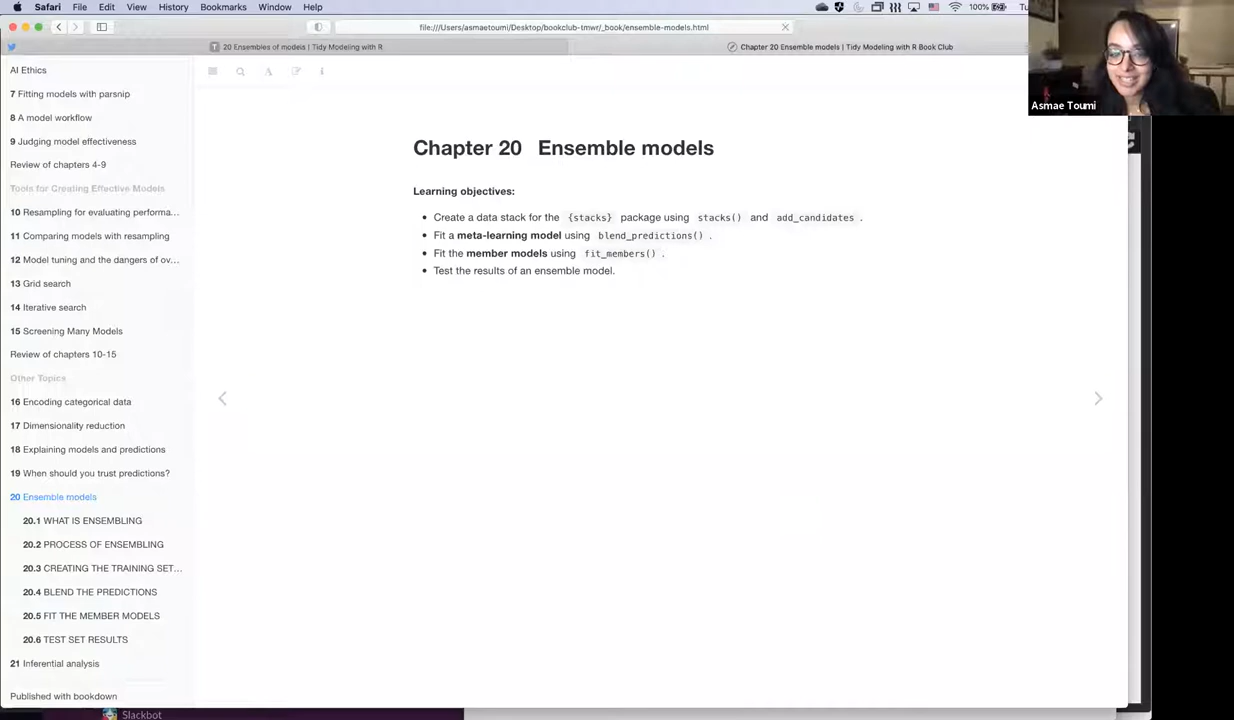 Safari File Edit View History Bookmarks Window Help 100% Tu
file:///Users/asmaetoumi/Desktop/bookclub-tmwr/_book/ensemble-models.html
T 20 Ensembles of models | Tidy Modeling with R
Chapter 20 Ensemble models | Tidy Modeling with R Book Club
Asmae Toumi
AI Ethics
7 Fitting models with parsnip
8 A model workflow
9 Judging model effectiveness
Review of chapters 4-9
Tools for Creating Effective Models
10 Resampling for evaluating performa...
11 Comparing models with resampling
12 Model tuning and the dangers of ov...
13 Grid search
14 Iterative search
15 Screening Many Models
Review of chapters 10-15
Other Topics
16 Encoding categorical data
17 Dimensionality reduction
18 Explaining models and predictions
19 When should you trust predictions?
20 Ensemble models
20.1 WHAT IS ENSEMBLING
20.2 PROCESS OF ENSEMBLING
20.3 CREATING THE TRAINING SET...
20.4 BLEND THE PREDICTIONS
20.5 FIT THE MEMBER MODELS
20.6 TEST SET RESULTS
21 Inferential analysis
Published with bookdown
Chapter 20 Ensemble models
Learning objectives:
• Create a data stack for the {stacks} package using stacks() and add_candidates .
• Fit a meta-learning model using blend_predictions() .
• Fit the member models using fit_members() .
• Test the results of an ensemble model.
Slackbot